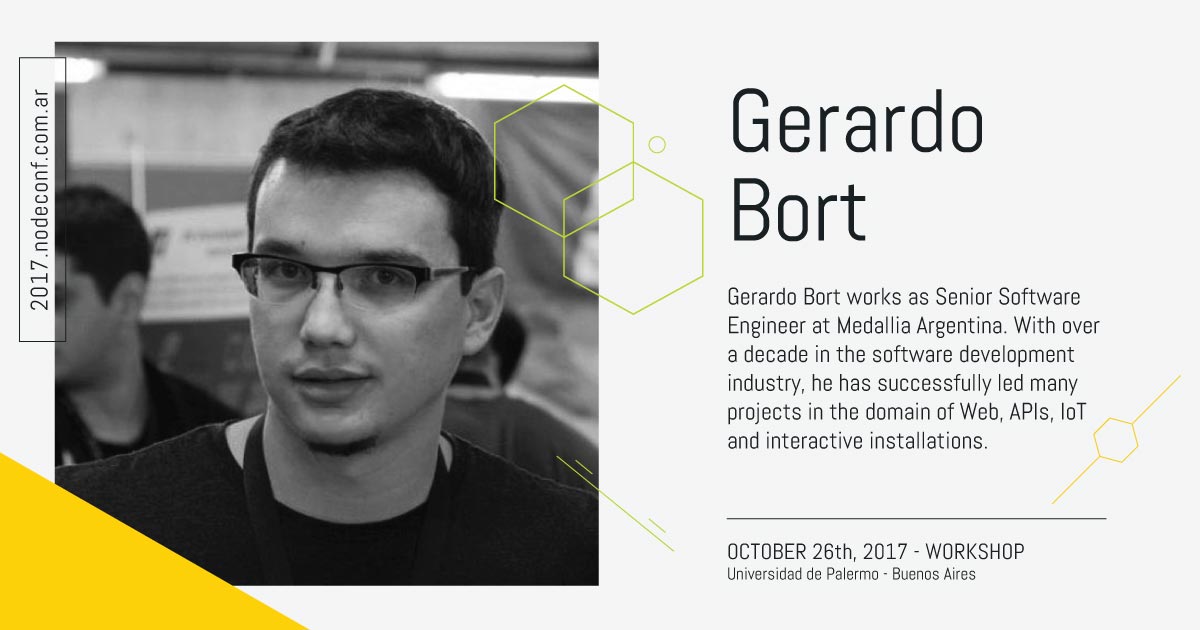 2017.nodeconf.com.ar
Gerardo
Bort
Gerardo Bort works as Senior Software
Engineer at Medallia Argentina. With over
a decade in the software development
industry, he has successfully led many
projects in the domain of Web, APIs, IoT
and interactive installations.
OCTOBER 26th, 2017 - WORKSHOP
Universidad de Palermo - Buenos Aires